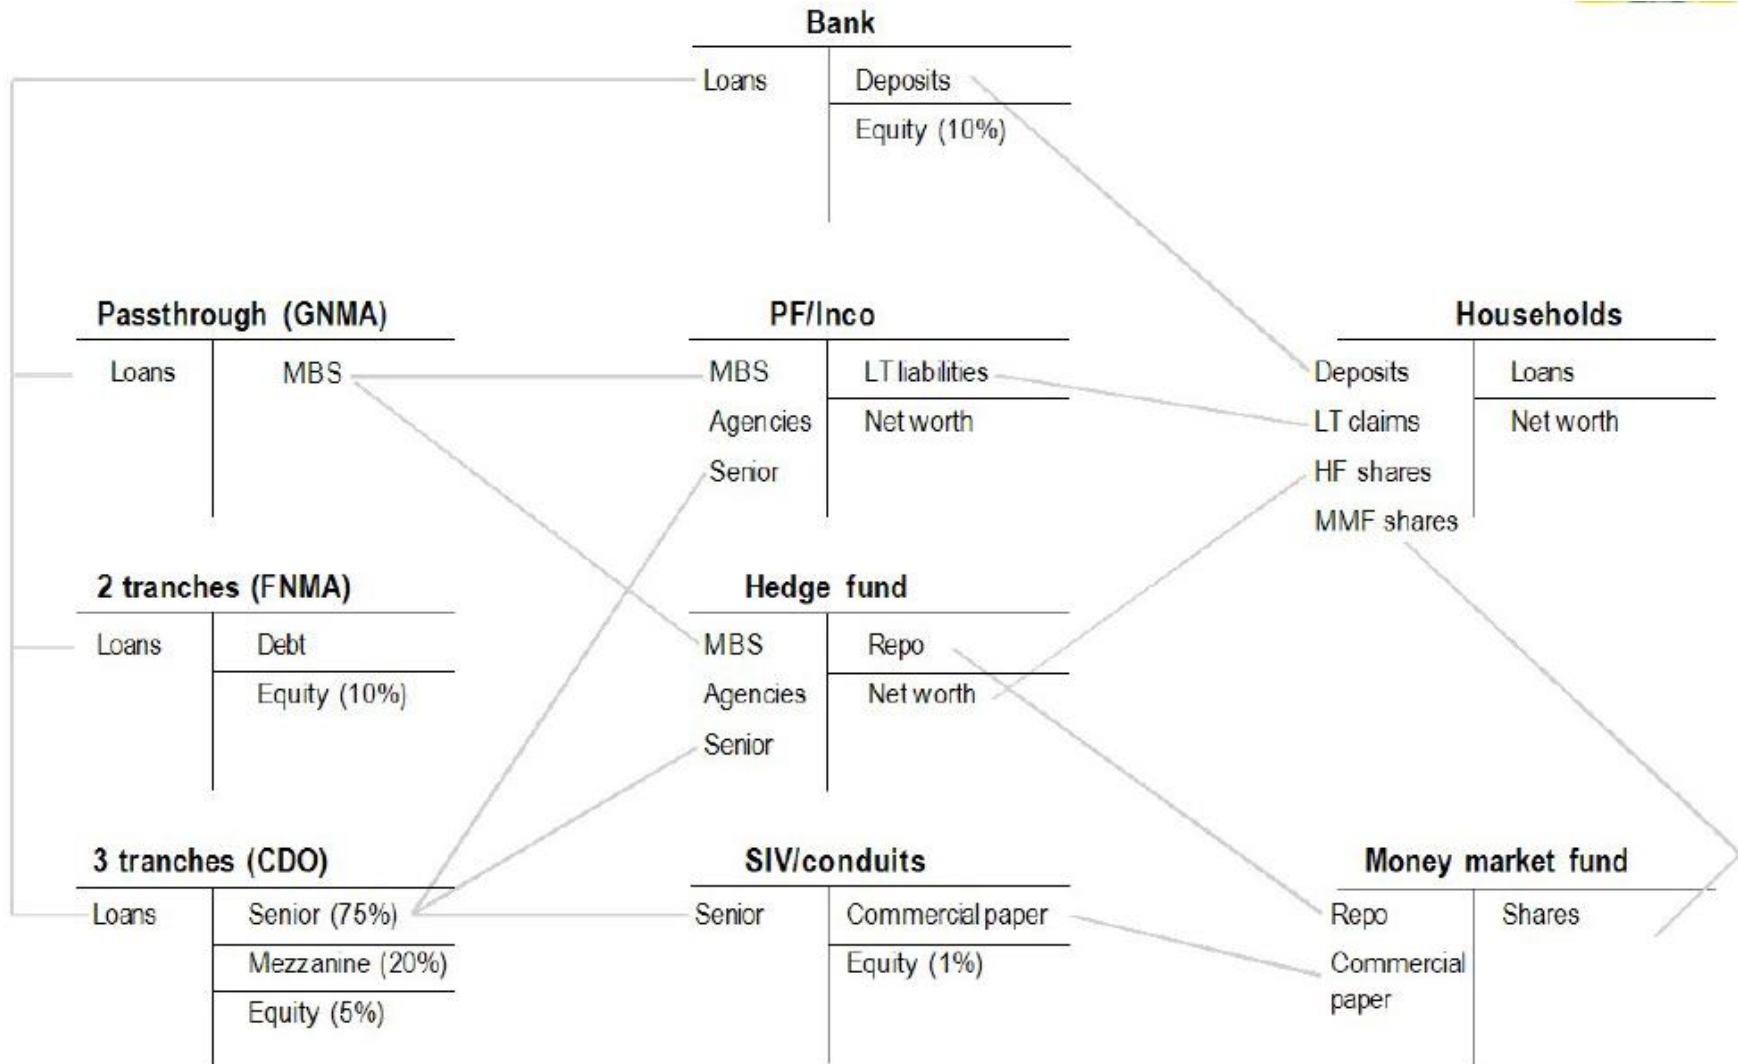 Bank
Loans Deposits
Equity (10%)
Passthrough (GNMA)
Loans MBS
PF/Inco
MBS LT liabilities
Agencies Net worth
Senior
Households
Deposits Loans
LT claims Net worth
HF shares
MMF shares
2 tranches (FNMA)
Loans Debt
Equity (10%)
Hedge fund
MBS Repo
Agencies Net worth
Senior
3 tranches (CDO)
Loans Senior (75%)
Mezzanine (20%)
Equity (5%)
SIV/conduits
Senior Commercial paper
Equity (1%)
Money market fund
Repo Shares
Commercial
paper